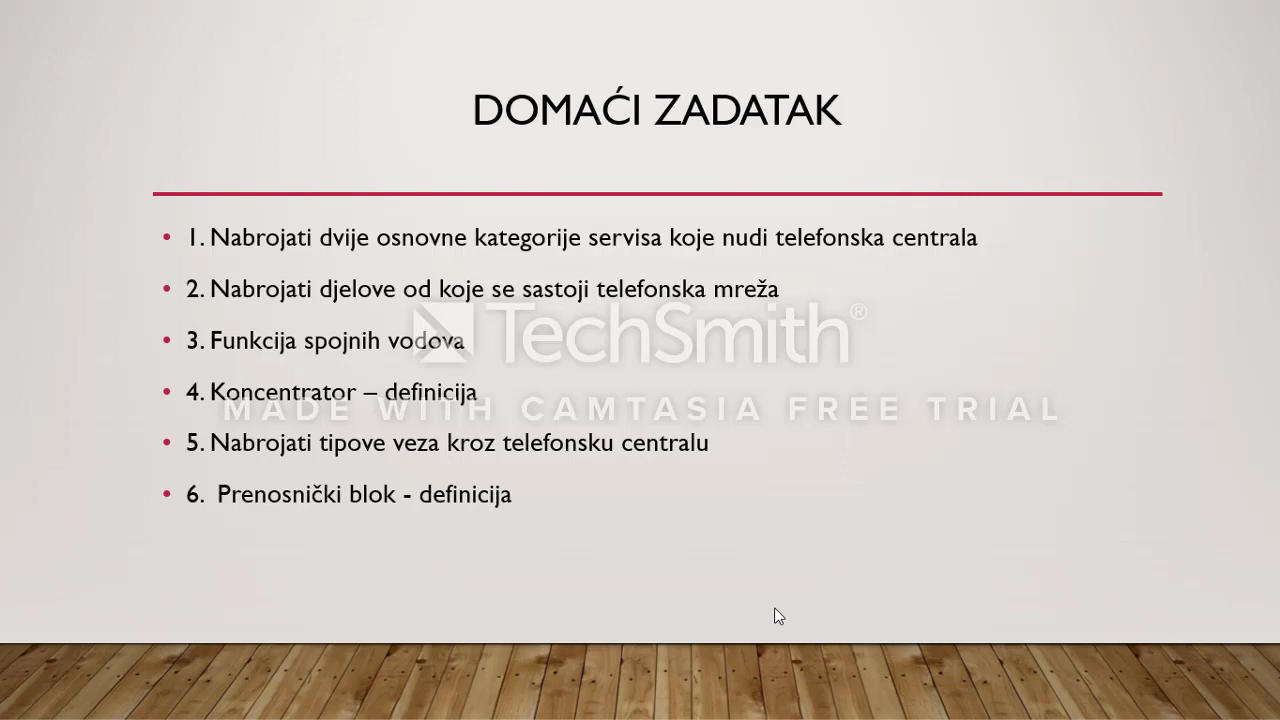 DOMAĆI ZADATAK
• 1. Nabrojati dvije osnovne kategorije servisa koje nudi telefonska centrala
• 2. Nabrojati djelove od koje se sastoji telefonska mreža
• 3. Funkcija spojnih vodova
TechSmith®
• 4. Koncentrator – definicija
MADE WITH CAMTASIA FREE TRIAL
• 5. Nabrojati tipove veza kroz telefonsku centralu
• 6. Prenosnički blok - definicija